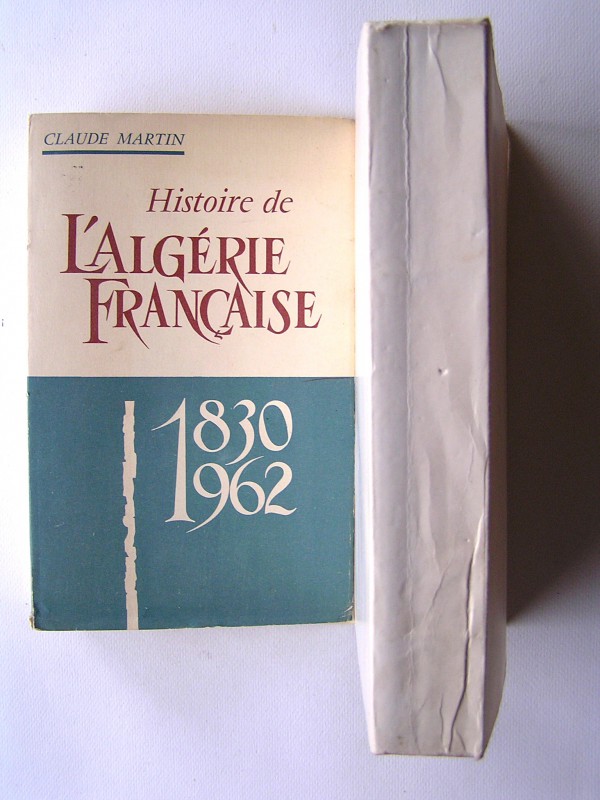 CLAUDE MARTIN
Histoire de
L'ALGÉRIE
FRANÇAISE
1830
1962